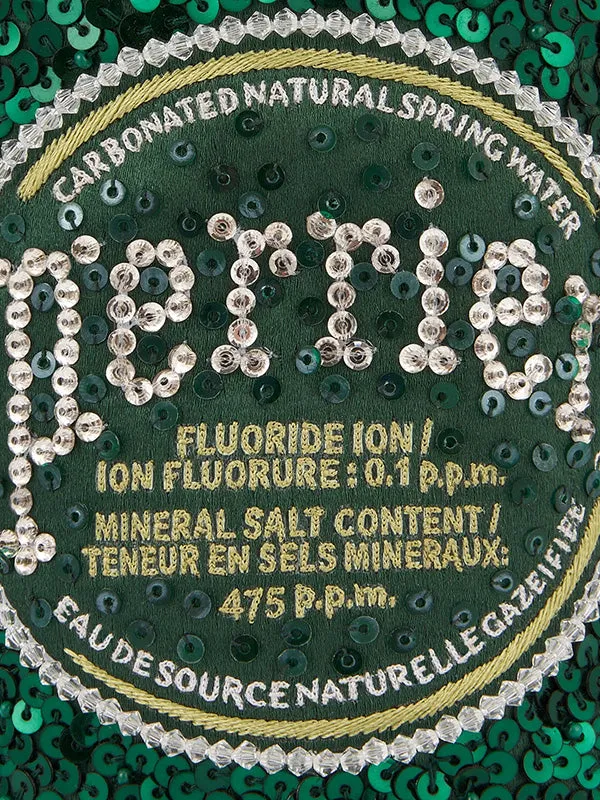 CARBONATED NATURAL SPRING WATER
perrier
FLUORIDE ION /
ION FLUORURE : 0.1 p.p.m.
MINERAL SALT CONTENT /
TENEUR EN SELS MINERAUX:
475 p.p.m.
EAU DE SOURCE NATURELLE GAZEIFIEE